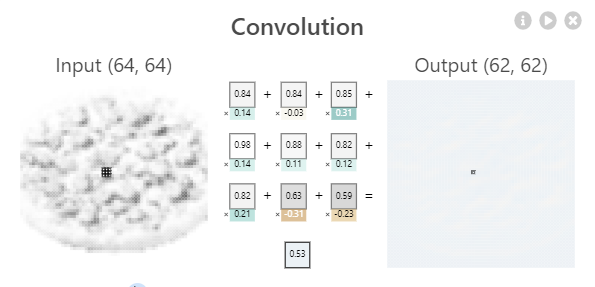 Convolution
Input (64, 64)
Output (62, 62)
0.84 + 0.84 + 0.85 +
× 0.14 × -0.03 × 0.31
0.98 + 0.88 + 0.82 +
× 0.14 × 0.11 × 0.12
0.82 + 0.63 + 0.59 =
× 0.21 × -0.31 × -0.23
0.53